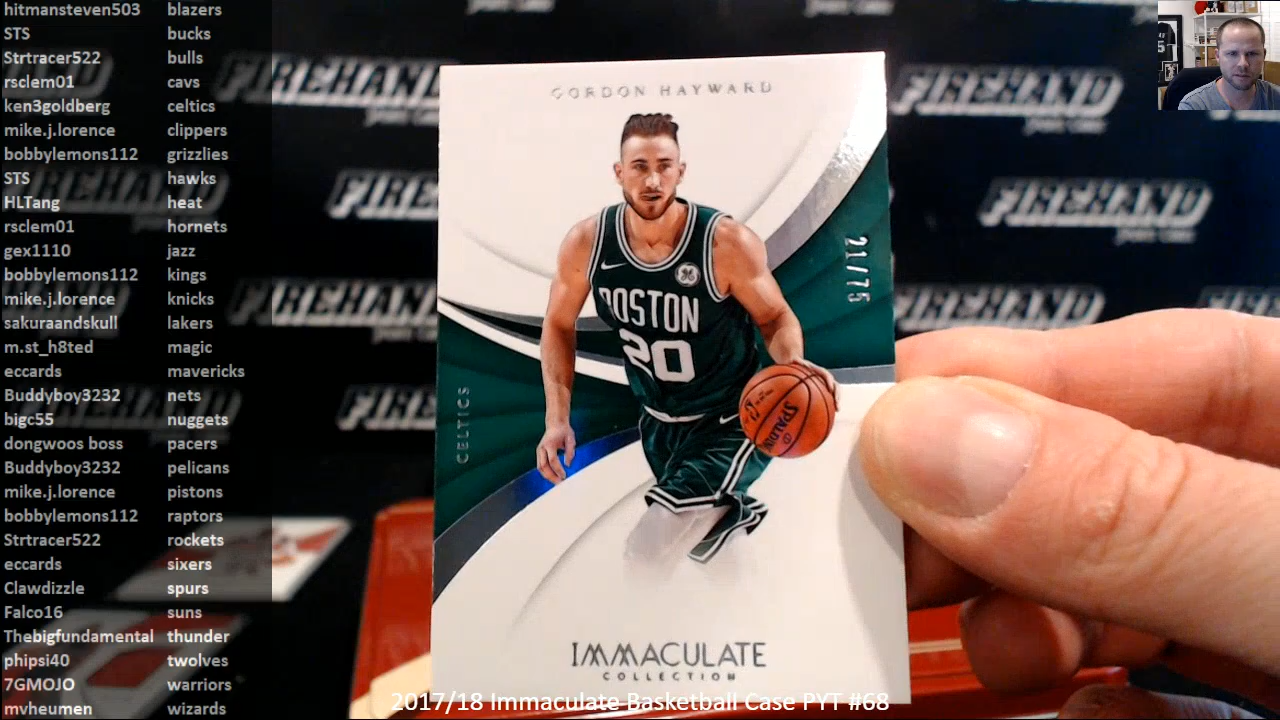 hitmansteven503 blazers
STS bucks
Strtracer522 bulls
rsclem01 cavs
ken3goldberg celtics
mike.j.lorence clippers
bobbylemons112 grizzlies
STS hawks
HLTang heat
rsclem01 hornets
gex1110 jazz
bobbylemons112 kings
mike.j.lorence knicks
sakuraandskull lakers
m.st_h8ted magic
eccards mavericks
Buddyboy3232 nets
bigc55 nuggets
dongwoos boss pacers
Buddyboy3232 pelicans
mike.j.lorence pistons
bobbylemons112 raptors
Strtracer522 rockets
eccards sixers
Clawdizzle spurs
Falco16 suns
Thebigfundamental thunder
phipsi40 twolves
7GMOJO warriors
mvheumen wizards
GORDON HAYWARD
21/75
BOSTON
20
SPALDING
CELTICS
IMMACULATE
COLLECTION
FIREHAND
FIREHAND
FIREHAND
FIREHAND
2017/18 Immaculate Basketball Case PYT #68